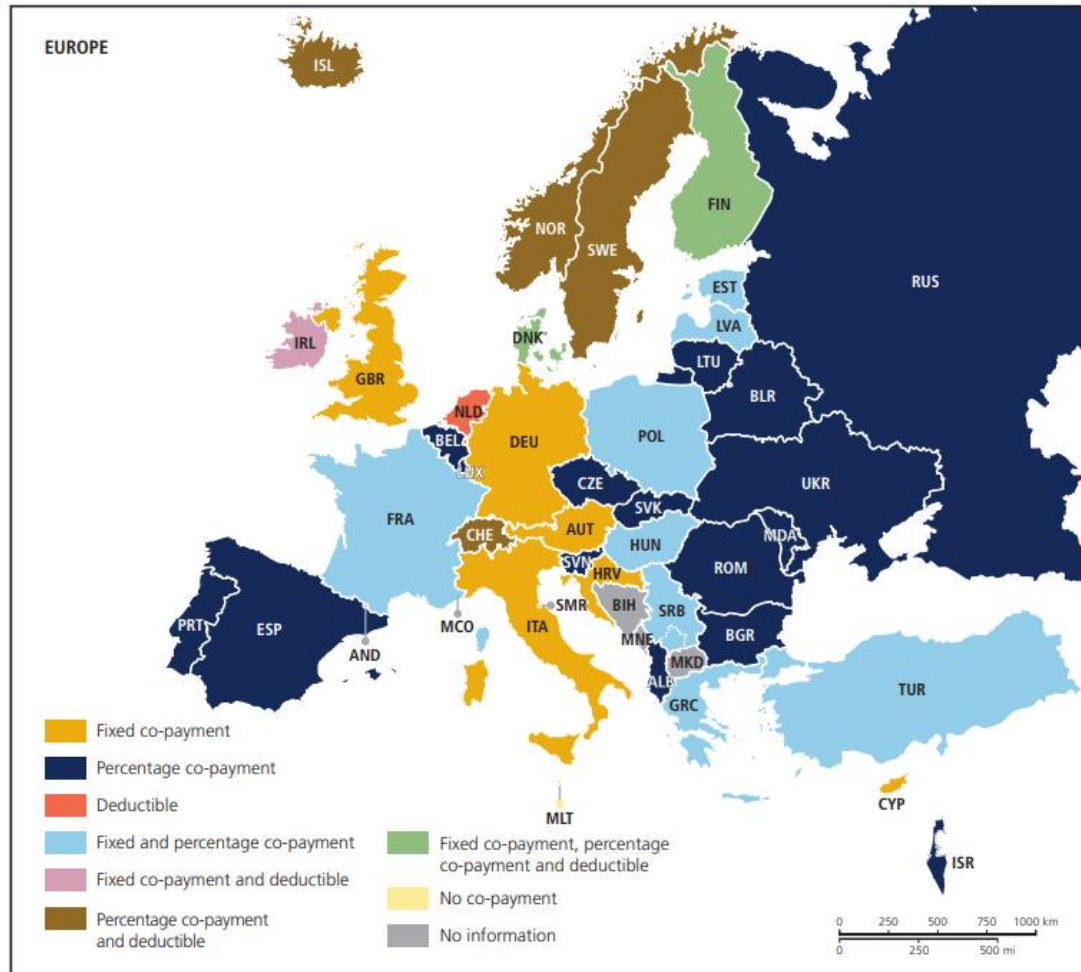 EUROPE
ISL
NOR
SWE
FIN
RUS
EST
LVA
DNK
LTU
IRL
GBR
BLR
NLD
BEL
DEU
POL
LUX
CZE
UKR
SVK
FRA
AUT
MDA
CHE
HUN
SVN
ROM
HRV
SMR
BIH
SRB
PRT
ESP
MCO
ITA
MNE
BGR
AND
MKD
ALB
GRC
TUR
Fixed co-payment
Percentage co-payment
Deductible
Fixed and percentage co-payment
Fixed co-payment and deductible
Percentage co-payment
and deductible
MLT
Fixed co-payment, percentage
co-payment and deductible
No co-payment
No information
CYP
ISR
0 250 500 750 1000 km
0 250 500 mi